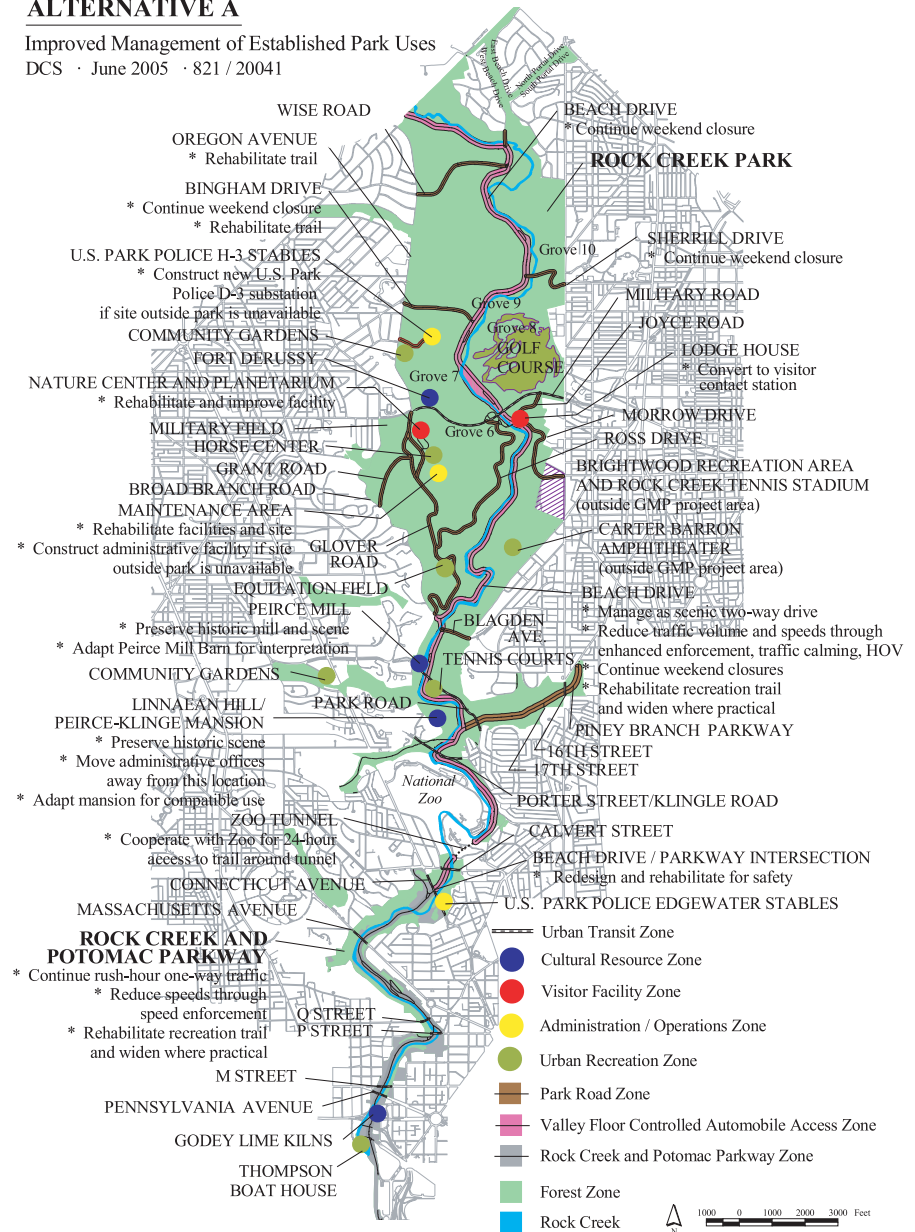 ALTERNATIVE A
Improved Management of Established Park Uses
DCS · June 2005 · 821 / 20041
East Beach Drive
West Beach Drive
North Portal Drive
South Portal Drive
WISE ROAD
OREGON AVENUE
* Rehabilitate trail
BINGHAM DRIVE
* Continue weekend closure
* Rehabilitate trail
U.S. PARK POLICE H-3 STABLES
* Construct new U.S. Park
Police D-3 substation
if site outside park is unavailable
COMMUNITY GARDENS
FORT DERUSSY
NATURE CENTER AND PLANETARIUM
* Rehabilitate and improve facility
MILITARY FIELD
HORSE CENTER
GRANT ROAD
BROAD BRANCH ROAD
MAINTENANCE AREA
* Rehabilitate facilities and site
* Construct administrative facility if site
outside park is unavailable
GLOVER
ROAD
EQUITATION FIELD
PEIRCE MILL
* Preserve historic mill and scene
* Adapt Peirce Mill Barn for interpretation
COMMUNITY GARDENS
LINNAEAN HILL/
PEIRCE-KLINGE MANSION
* Preserve historic scene
* Move administrative offices
away from this location
* Adapt mansion for compatible use
PARK ROAD
ZOO TUNNEL
* Cooperate with Zoo for 24-hour
access to trail around tunnel
CONNECTICUT AVENUE
MASSACHUSETTS AVENUE
ROCK CREEK AND
POTOMAC PARKWAY
* Continue rush-hour one-way traffic
* Reduce speeds through
speed enforcement
* Rehabilitate recreation trail
and widen where practical
Q STREET
P STREET
M STREET
PENNSYLVANIA AVENUE
GODEY LIME KILNS
THOMPSON
BOAT HOUSE
Grove 10
Grove 9
Grove 8
GOLF
COURSE
Grove 7
Grove 6
National
Zoo
BEACH DRIVE
* Continue weekend closure
ROCK CREEK PARK
SHERRILL DRIVE
* Continue weekend closure
MILITARY ROAD
JOYCE ROAD
LODGE HOUSE
* Convert to visitor
contact station
MORROW DRIVE
ROSS DRIVE
BRIGHTWOOD RECREATION AREA
AND ROCK CREEK TENNIS STADIUM
(outside GMP project area)
CARTER BARRON
AMPHITHEATER
(outside GMP project area)
BEACH DRIVE
* Manage as scenic two-way drive
* Reduce traffic volume and speeds through
enhanced enforcement, traffic calming, HOV
* Continue weekend closures
* Rehabilitate recreation trail
and widen where practical
BLAGDEN
AVE.
TENNIS COURTS
PINEY BRANCH PARKWAY
16TH STREET
17TH STREET
PORTER STREET/KLINGLE ROAD
CALVERT STREET
BEACH DRIVE / PARKWAY INTERSECTION
* Redesign and rehabilitate for safety
U.S. PARK POLICE EDGEWATER STABLES
Urban Transit Zone
Cultural Resource Zone
Visitor Facility Zone
Administration / Operations Zone
Urban Recreation Zone
Park Road Zone
Valley Floor Controlled Automobile Access Zone
Rock Creek and Potomac Parkway Zone
Forest Zone
Rock Creek
N
1000 0 1000 2000 3000 Feet